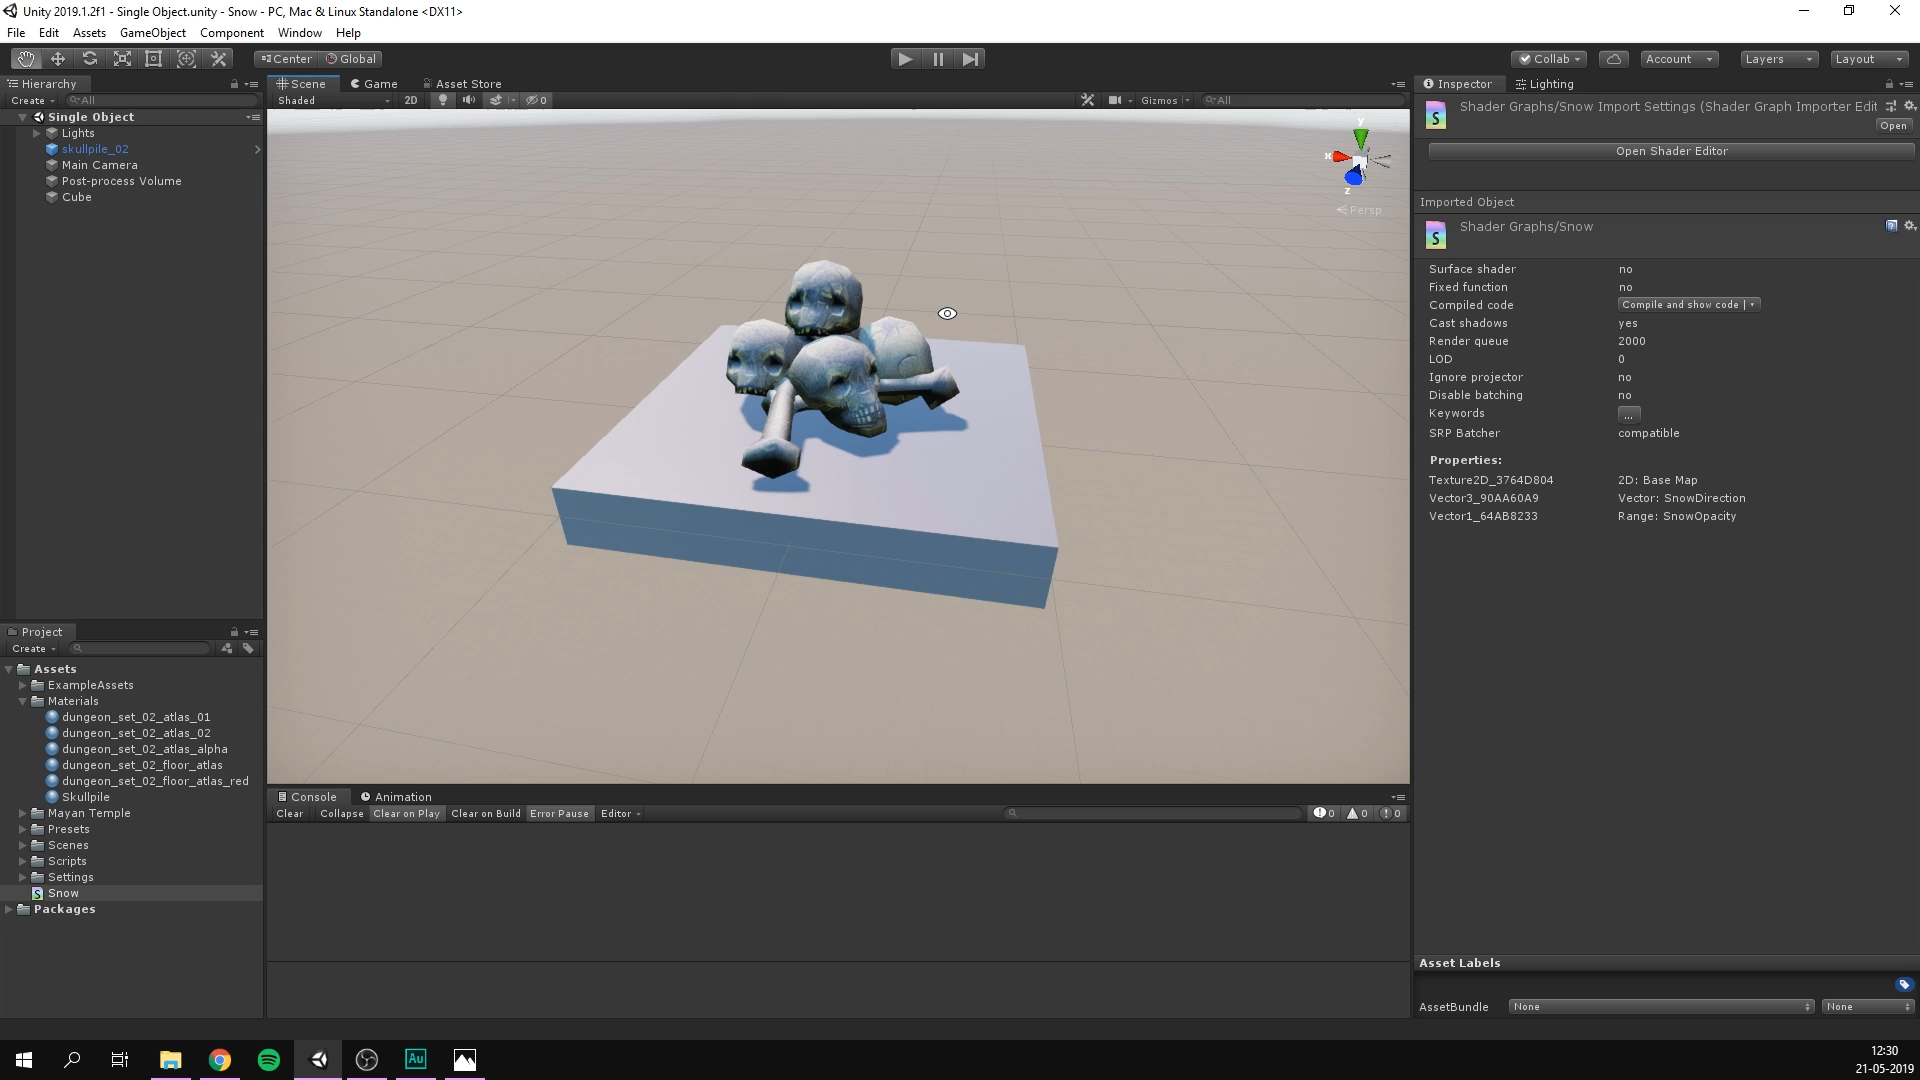 Unity 2019.1.2f1 - Single Object.unity - Snow - PC, Mac & Linux Standalone <DX11>
File Edit Assets GameObject Component Window Help
Center Global
Collab Account Layers Layout
Hierarchy
Create All
Single Object
Lights
skullpile_02
Main Camera
Post-process Volume
Cube
Scene Game Asset Store
Shaded 2D 0 Gizmos All
y
x
z
Persp
Inspector Lighting
Shader Graphs/Snow Import Settings (Shader Graph Importer Edit
Open
Open Shader Editor
Imported Object
Shader Graphs/Snow
Surface shader no
Fixed function no
Compiled code Compile and show code |
Cast shadows yes
Render queue 2000
LOD 0
Ignore projector no
Disable batching no
Keywords ...
SRP Batcher compatible
Properties:
Texture2D_3764D804 2D: Base Map
Vector3_90AA60A9 Vector: SnowDirection
Vector1_64AB8233 Range: SnowOpacity
Project
Create
Assets
ExampleAssets
Materials
dungeon_set_02_atlas_01
dungeon_set_02_atlas_02
dungeon_set_02_atlas_alpha
dungeon_set_02_floor_atlas
dungeon_set_02_floor_atlas_red
Skullpile
Mayan Temple
Presets
Scenes
Scripts
Settings
Snow
Packages
Console Animation
Clear Collapse Clear on Play Clear on Build Error Pause Editor 0 0 0
Asset Labels
AssetBundle None None
Au
12:30
21-05-2019